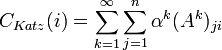 C_{Katz}(i) = \sum_{k=1}^{\infty} \sum_{j=1}^{n} \alpha^k (A^k)_{ji}